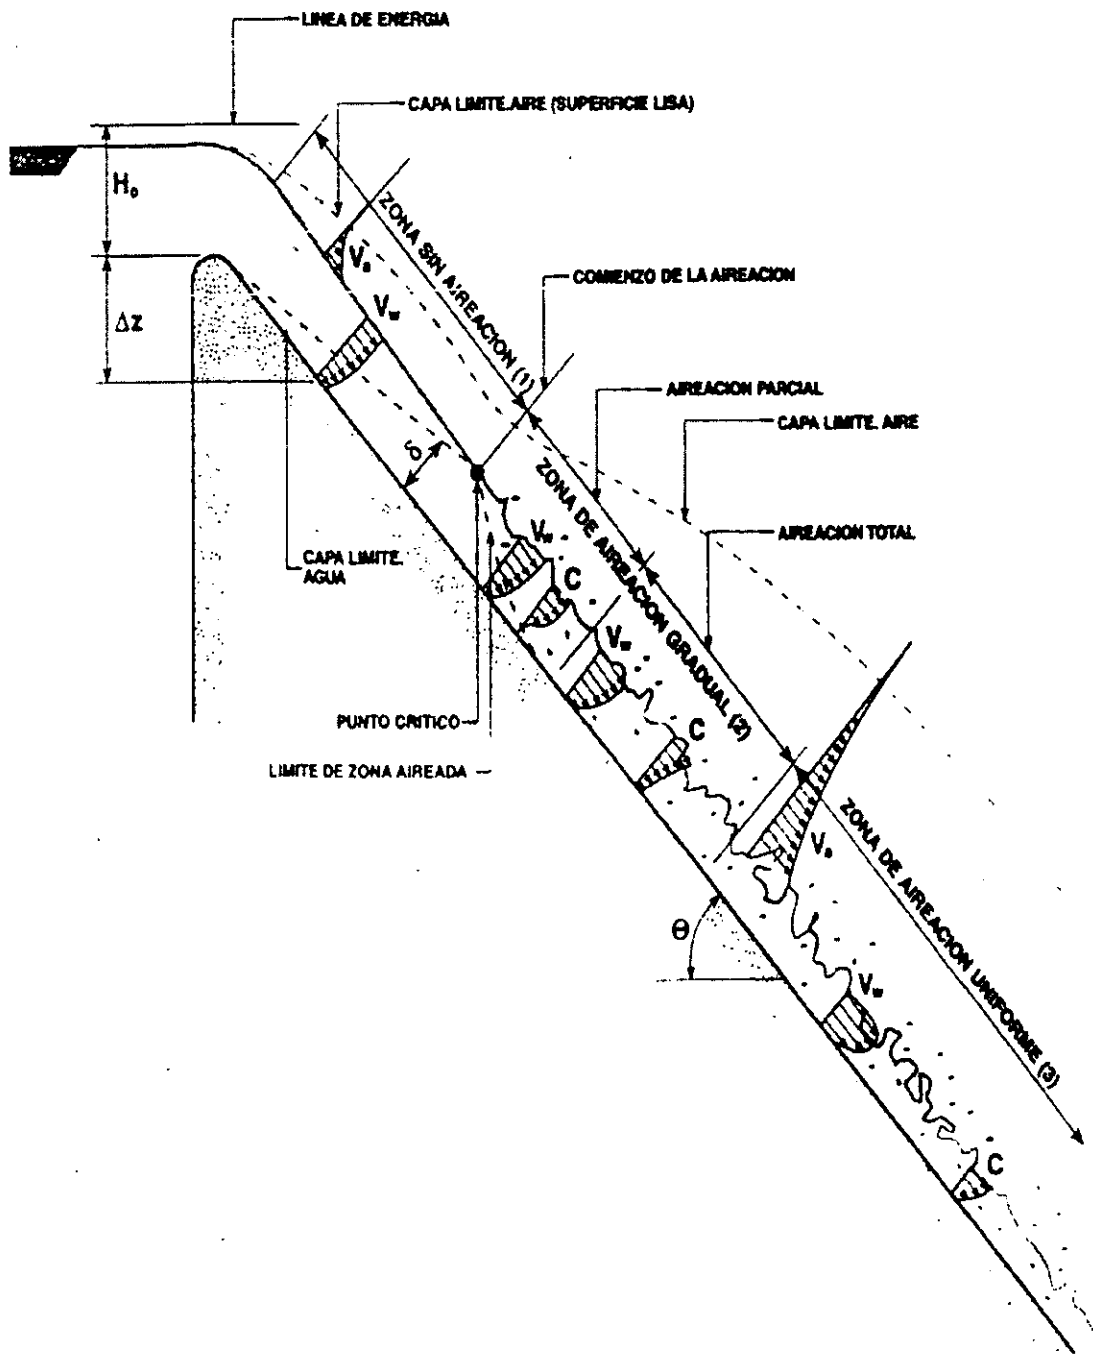 LINEA DE ENERGIA
CAPA LIMITE.AIRE (SUPERFICIE LISA)
H₀
ZONA SIN AIREACION (1)
Vₐ
COMIENZO DE LA AIREACION
ΔZ
V𝓌
AIREACION PARCIAL
CAPA LIMITE. AIRE
δ
ZONA DE AIREACION GRADUAL (2)
AIREACION TOTAL
V𝓌
CAPA LIMITE.
AGUA
C
V𝓌
PUNTO CRITICO
C
LIMITE DE ZONA AIREADA
Vₐ
ZONA DE AIREACION UNIFORME (3)
θ
V𝓌
C